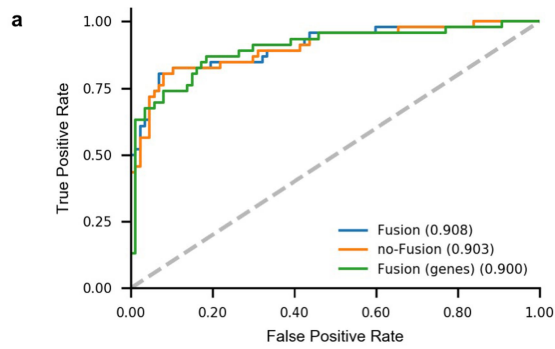 a
1.00
0.75
0.50
0.25
0.00
True Positive Rate
Fusion (0.908)
no-Fusion (0.903)
Fusion (genes) (0.900)
0.00 0.20 0.40 0.60 0.80 1.00
False Positive Rate